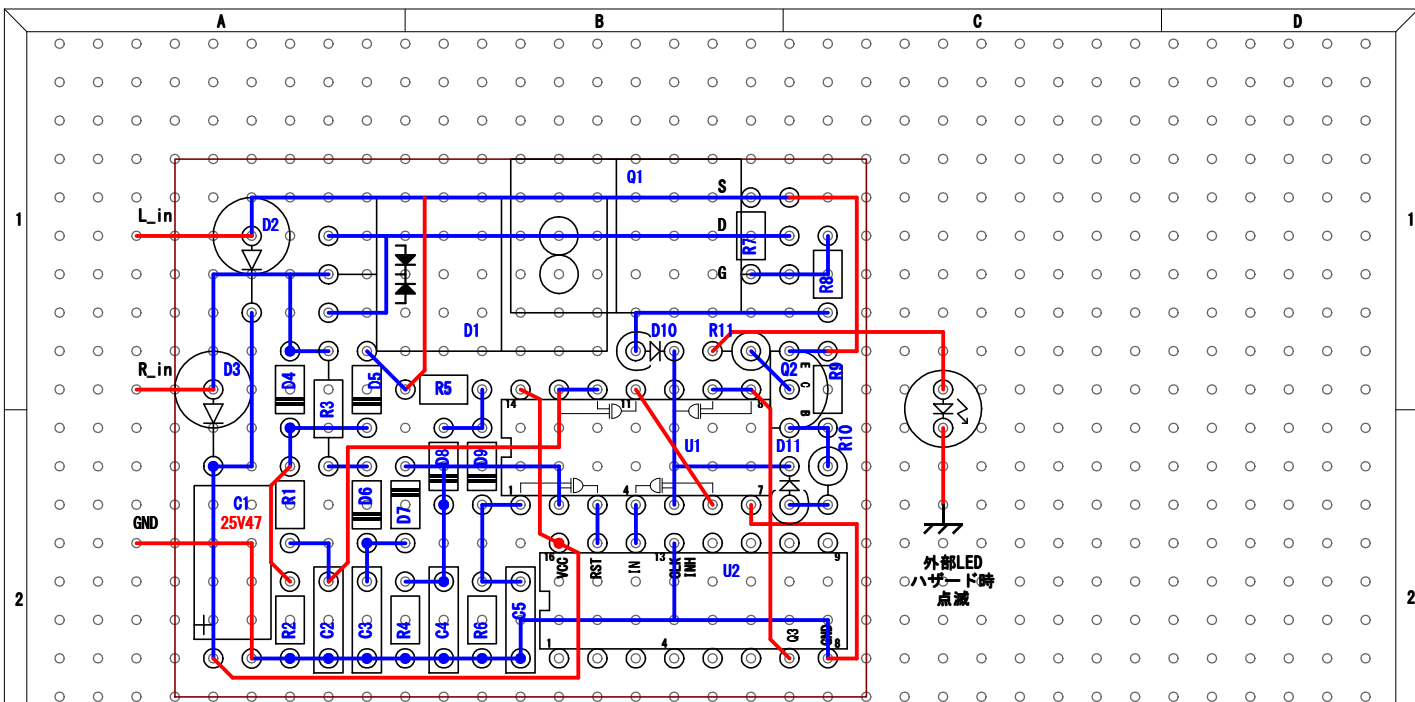 A B C D
Q1
S
1 L_in D2 1
D
R7
G
R8
D1 D10 R11
R_in D3 D4 D5 R5 Q2 R9
E
C
B
R3 14 11 8
U1 D11 R10
D8 D9
C1 R1 D6 D7 1 4 7
25V47
GND
16 13 9
VCC RST IN CLK INH U2
外部LED
ハザード時
点滅
2 2
R2 C2 C3 R4 C4 R6 C5
1 4 Q3 GND 8